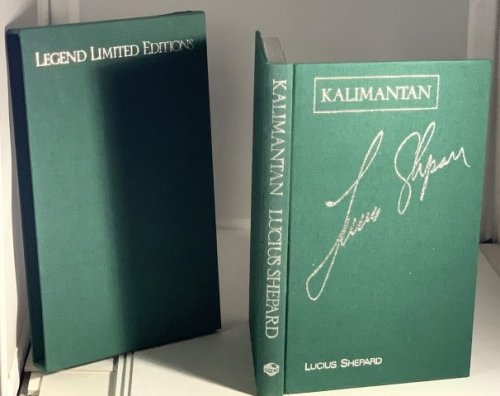 LEGEND LIMITED EDITIONS
KALIMANTAN LUCIUS SHEPARD
KALIMANTAN
Lucius Shepard
LUCIUS SHEPARD